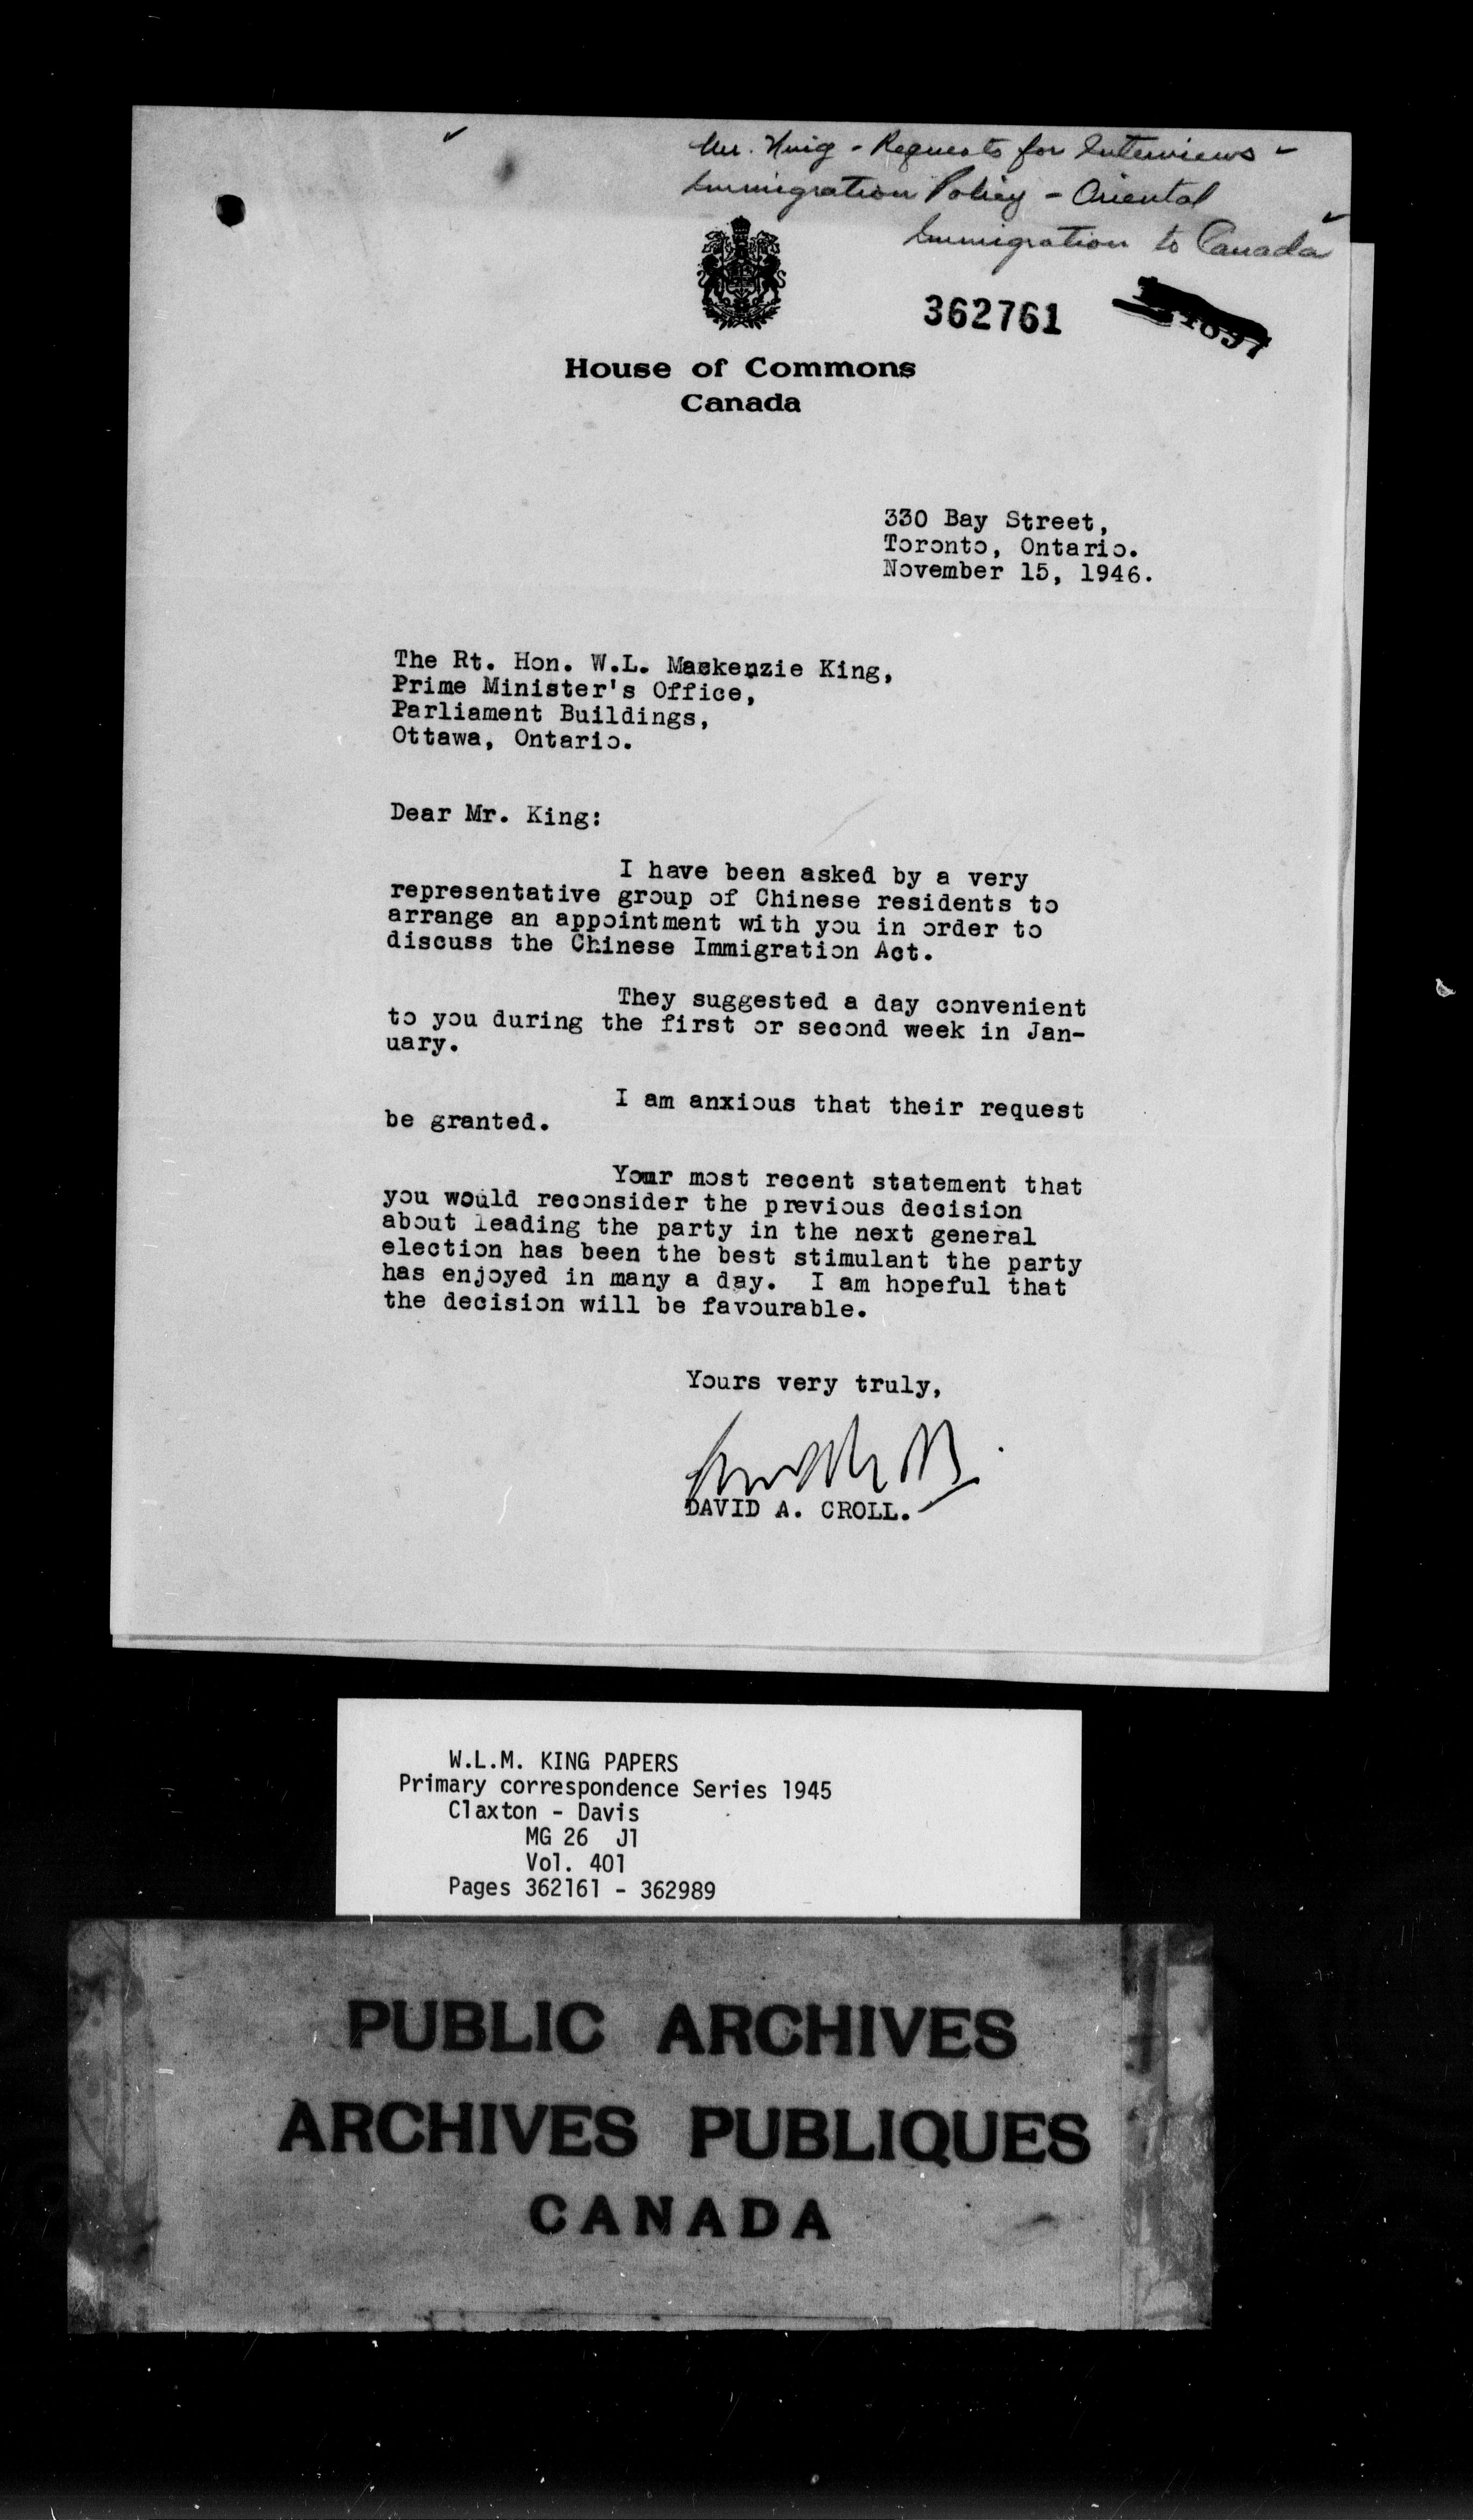 Mr. King - Requests for Interviews
Immigration Policy - Oriental
Immigration to Canada
362761
House of Commons
Canada
330 Bay Street,
Toronto, Ontario.
November 15, 1946.
The Rt. Hon. W.L. Mackenzie King,
Prime Minister's Office,
Parliament Buildings,
Ottawa, Ontario.
Dear Mr. King:
I have been asked by a very
representative group of Chinese residents to
arrange an appointment with you in order to
discuss the Chinese Immigration Act.
They suggested a day convenient
to you during the first or second week in Jan-
uary.
I am anxious that their request
be granted.
Your most recent statement that
you would reconsider the previous decision
about leading the party in the next general
election has been the best stimulant the party
has enjoyed in many a day. I am hopeful that
the decision will be favourable.
Yours very truly,
DAVID A. CROLL.
W.L.M. KING PAPERS
Primary correspondence Series 1945
Claxton - Davis
MG 26 J1
Vol. 401
Pages 362161 - 362989
PUBLIC ARCHIVES
ARCHIVES PUBLIQUES
CANADA